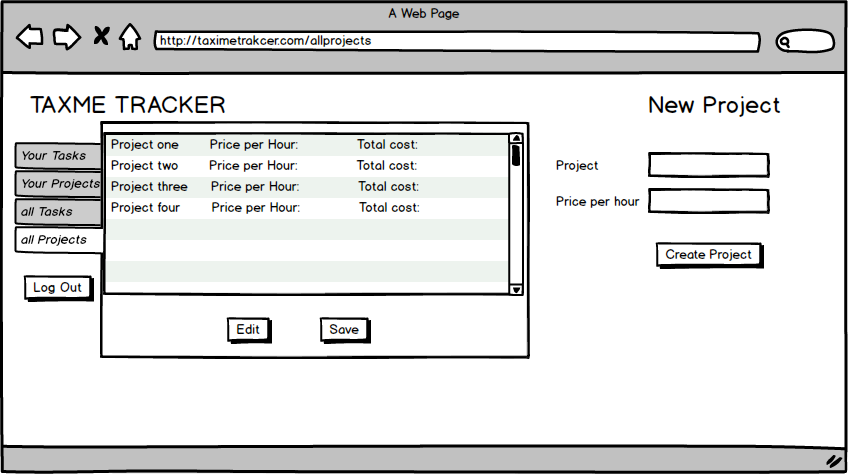 A Web Page
http://taximetrakcer.com/allprojects
TAXME TRACKER
New Project
Your Tasks
Your Projects
all Tasks
all Projects
Log Out
Project one Price per Hour: Total cost:
Project two Price per Hour: Total cost:
Project three Price per Hour: Total cost:
Project four Price per Hour: Total cost:
Edit Save
Project
Price per hour
Create Project